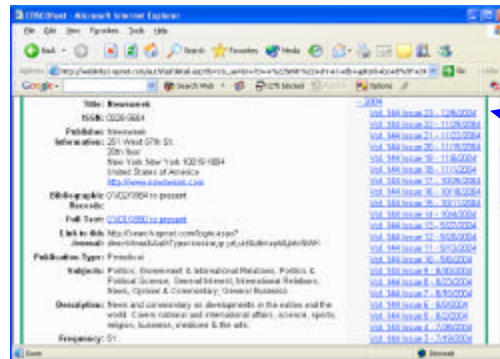 EBSCOhost - Microsoft Internet Explorer
File Edit View Favorites Tools Help
Back Search Favorites Media
Address Go
Google Search Web blocked Options
Title: Newsweek
ISSN: 0028-9604
Publisher Newsweek
Information: 251 West 57th St.
New York New York 10019-1894
United States of America
http://www.newsweek.com
Bibliographic 01/02/1984 to present
Records:
Full Text 01/01/1990 to present
Link to this http://search.epnet.com/login.aspx?
Journal:
Publication Type: Periodical
Subjects: Politics, Government & International Relations, Politics &
Political Science, General Interest, International Relations,
News, Opinion & Commentary, General Business
Description: News and commentary on developments in the nation and the
world. Covers national and international affairs, science, sports,
religion, business, medicine & the arts.
Frequency: 51
- 2004
Vol. 144 Issue 23 - 12/6/2004
Vol. 144 Issue 22 - 11/29/2004
Vol. 144 Issue 21 - 11/22/2004
Vol. 144 Issue 20 - 11/15/2004
Vol. 144 Issue 19 - 11/8/2004
Vol. 144 Issue 18 - 11/1/2004
Vol. 144 Issue 17 - 10/25/2004
Vol. 144 Issue 16 - 10/18/2004
Vol. 144 Issue 15 - 10/11/2004
Vol. 144 Issue 14 - 10/4/2004
Vol. 144 Issue 13 - 9/27/2004
Vol. 144 Issue 12 - 9/20/2004
Vol. 144 Issue 11 - 9/13/2004
Vol. 144 Issue 10 - 9/6/2004
Vol. 144 Issue 9 - 8/30/2004
Vol. 144 Issue 8 - 8/23/2004
Vol. 144 Issue 7 - 8/16/2004
Vol. 144 Issue 6 - 8/9/2004
Vol. 144 Issue 5 - 8/2/2004
Vol. 144 Issue 4 - 7/26/2004
Vol. 144 Issue 3 - 7/19/2004
Done Internet